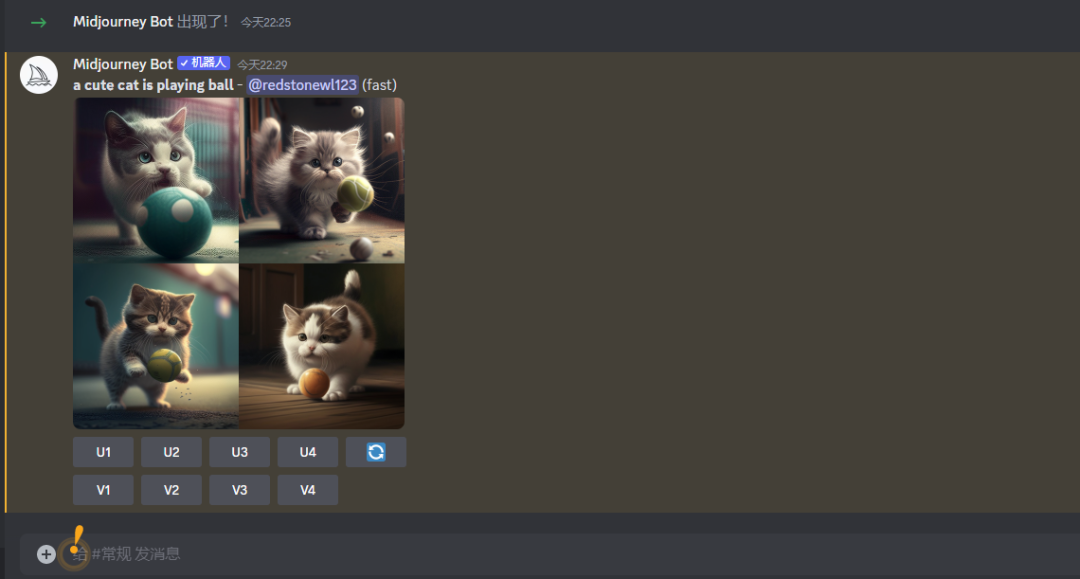 Midjourney Bot 出现了! 今天22:25
Midjourney Bot ✓ 机器人 今天22:29
a cute cat is playing ball - @redstonewl123 (fast)
U1 U2 U3 U4
V1 V2 V3 V4
给 #常规 发消息